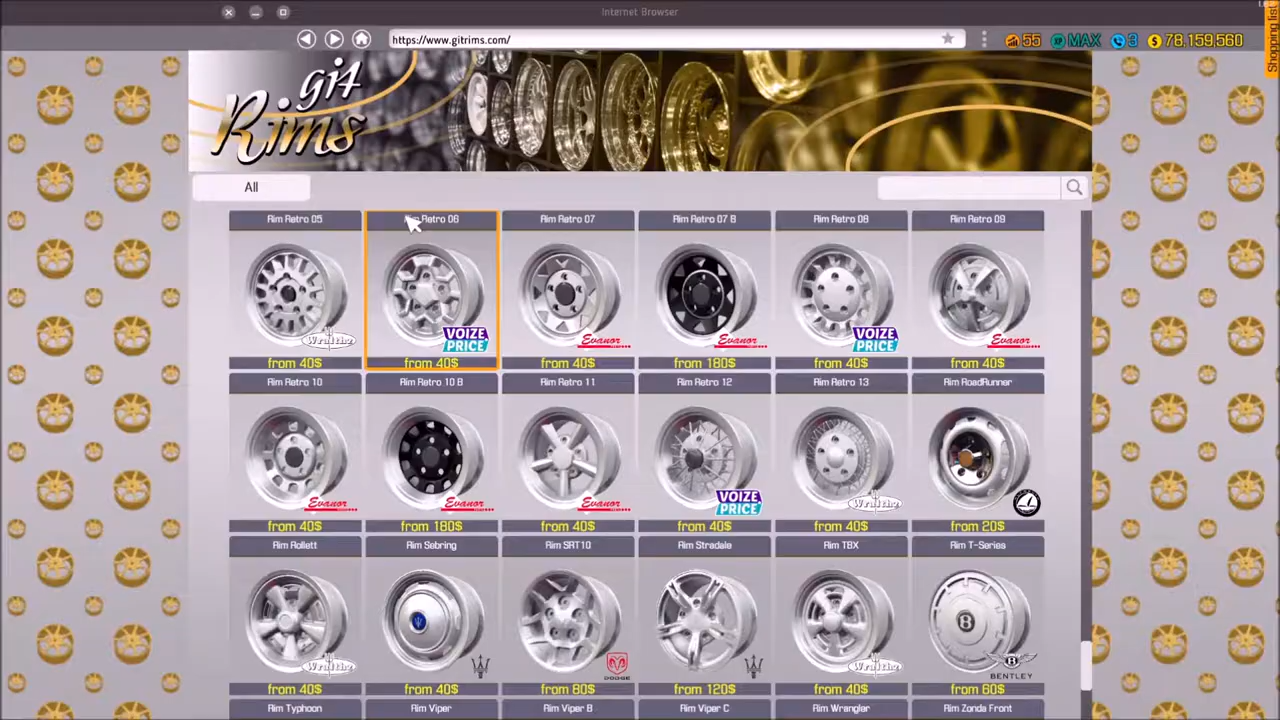 Internet Browser
https://www.gitrims.com/
55 MAX 3 $ 78,159,560
Shopping list
git
Rims
All
Rim Retro 05
Retro 06
Rim Retro 07
Rim Retro 07 B
Rim Retro 08
Rim Retro 09
Wraithe
VOIZE
PRICE
Evanor
Evanor
VOIZE
PRICE
Evanor
from 40$
from 40$
from 40$
from 180$
from 40$
from 40$
Rim Retro 10
Rim Retro 10 B
Rim Retro 11
Rim Retro 12
Rim Retro 13
Rim RoadRunner
Evanor
Evanor
Evanor
VOIZE
PRICE
Wraithe
from 40$
from 180$
from 40$
from 40$
from 40$
from 20$
Rim Rollett
Rim Sebring
Rim SRT10
Rim Stradale
Rim TBX
Rim T-Series
Wraithe
DODGE
Wraithe
B
B
BENTLEY
from 40$
from 40$
from 80$
from 120$
from 40$
from 60$
Rim Typhoon
Rim Viper
Rim Viper B
Rim Viper C
Rim Wrangler
Rim Zonda Front